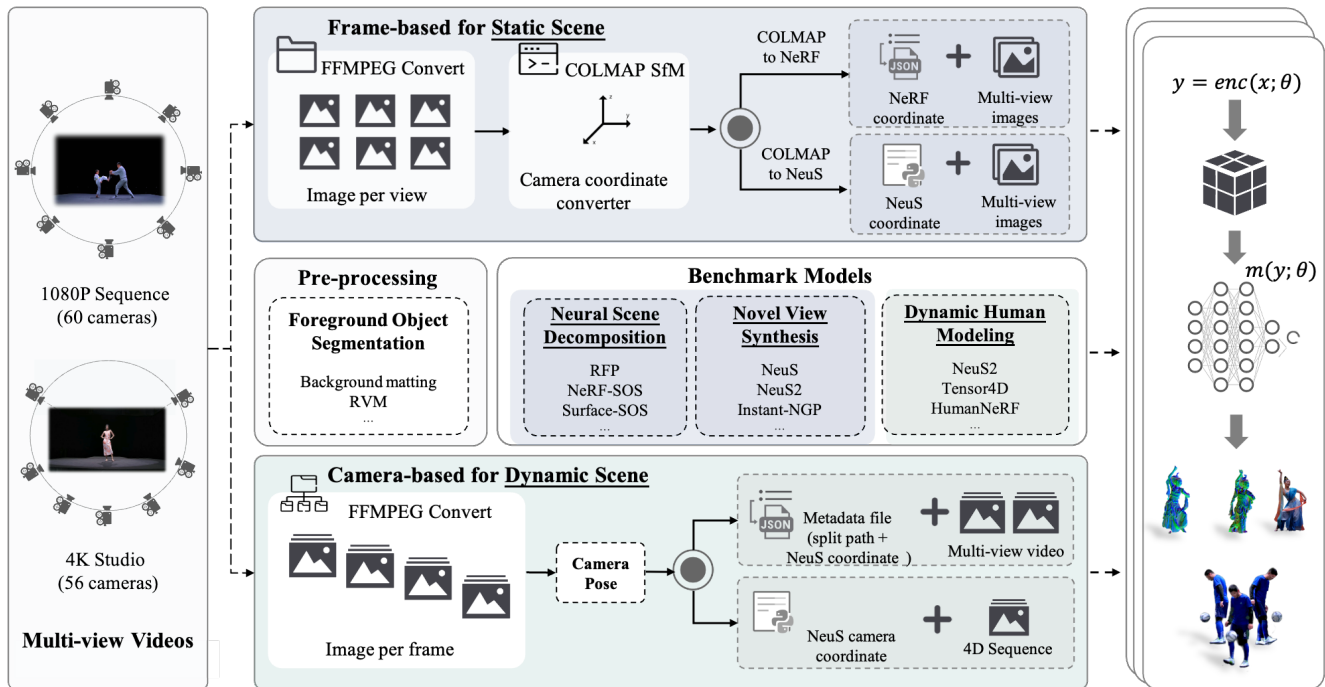 1080P Sequence
(60 cameras)
4K Studio
(56 cameras)
Multi-view Videos
Frame-based for Static Scene
FFMPEG Convert
Image per view
COLMAP SfM
z
y
x
Camera coordinate
converter
COLMAP
to NeRF
COLMAP
to NeuS
JSON
NeRF
coordinate
Multi-view
images
NeuS
coordinate
Multi-view
images
Pre-processing
Foreground Object
Segmentation
Background matting
RVM
...
Benchmark Models
Neural Scene
Decomposition
RFP
NeRF-SOS
Surface-SOS
...
Novel View
Synthesis
NeuS
NeuS2
Instant-NGP
...
Dynamic Human
Modeling
NeuS2
Tensor4D
HumanNeRF
...
Camera-based for Dynamic Scene
FFMPEG Convert
Image per frame
Camera
Pose
JSON
Metadata file
(split path +
NeuS coordinate )
Multi-view video
NeuS camera
coordinate
4D Sequence
y = enc(x; θ)
m(y; θ)